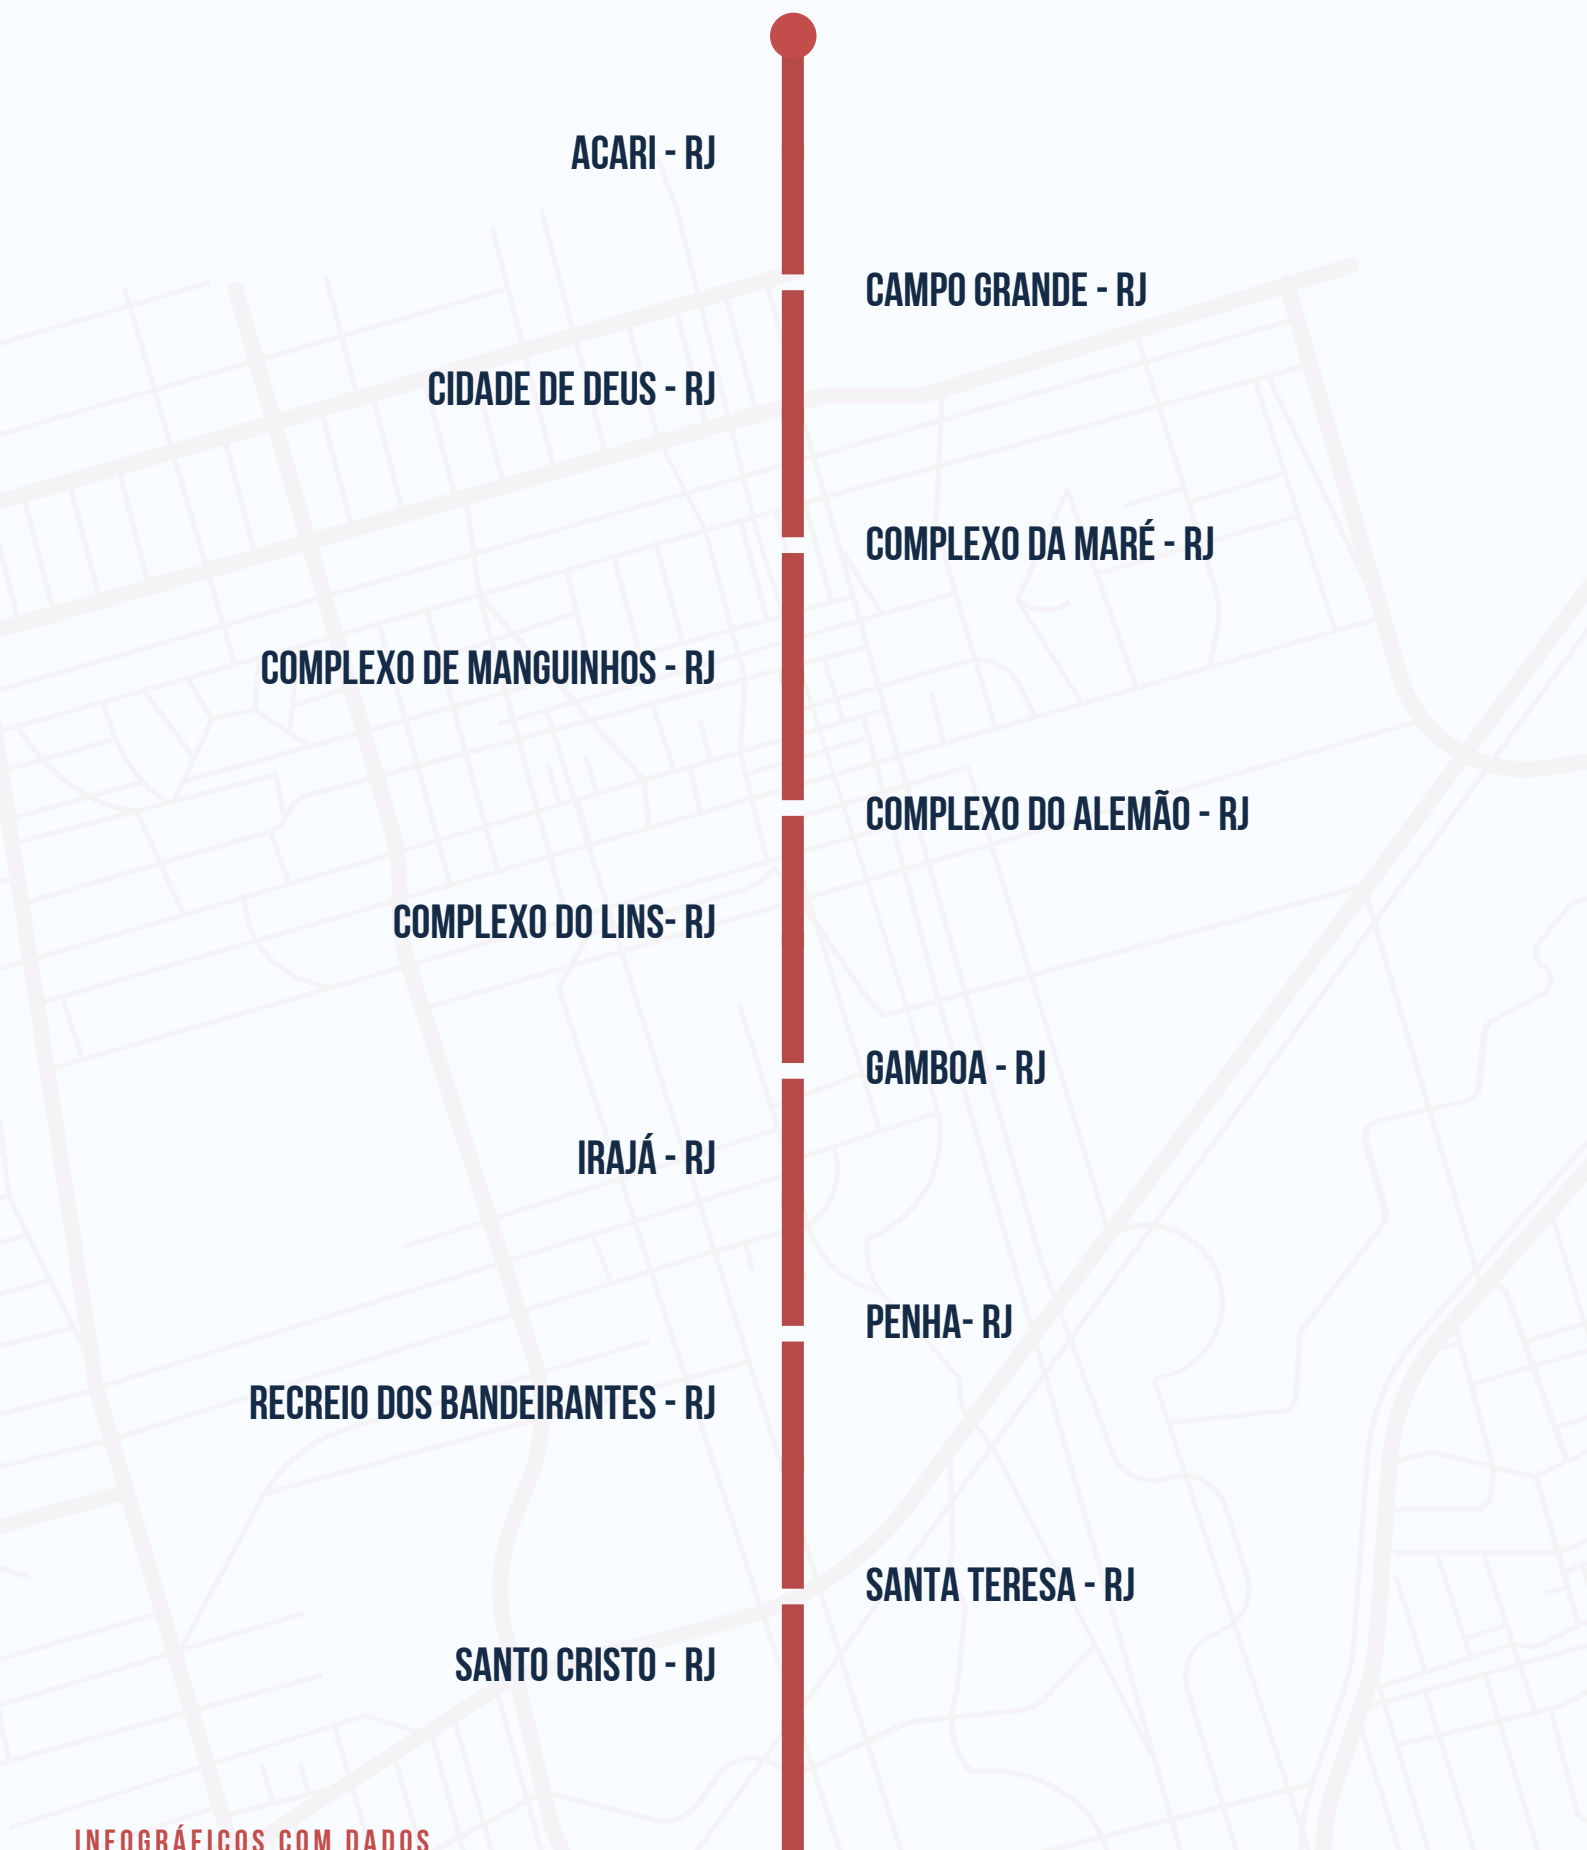 ACARI - RJ
CAMPO GRANDE - RJ
CIDADE DE DEUS - RJ
COMPLEXO DA MARÉ - RJ
COMPLEXO DE MANGUINHOS - RJ
COMPLEXO DO ALEMÃO - RJ
COMPLEXO DO LINS- RJ
GAMBOA - RJ
IRAJÁ - RJ
PENHA- RJ
RECREIO DOS BANDEIRANTES - RJ
SANTA TERESA - RJ
SANTO CRISTO - RJ
INFOGRÁFICOS COM DADOS